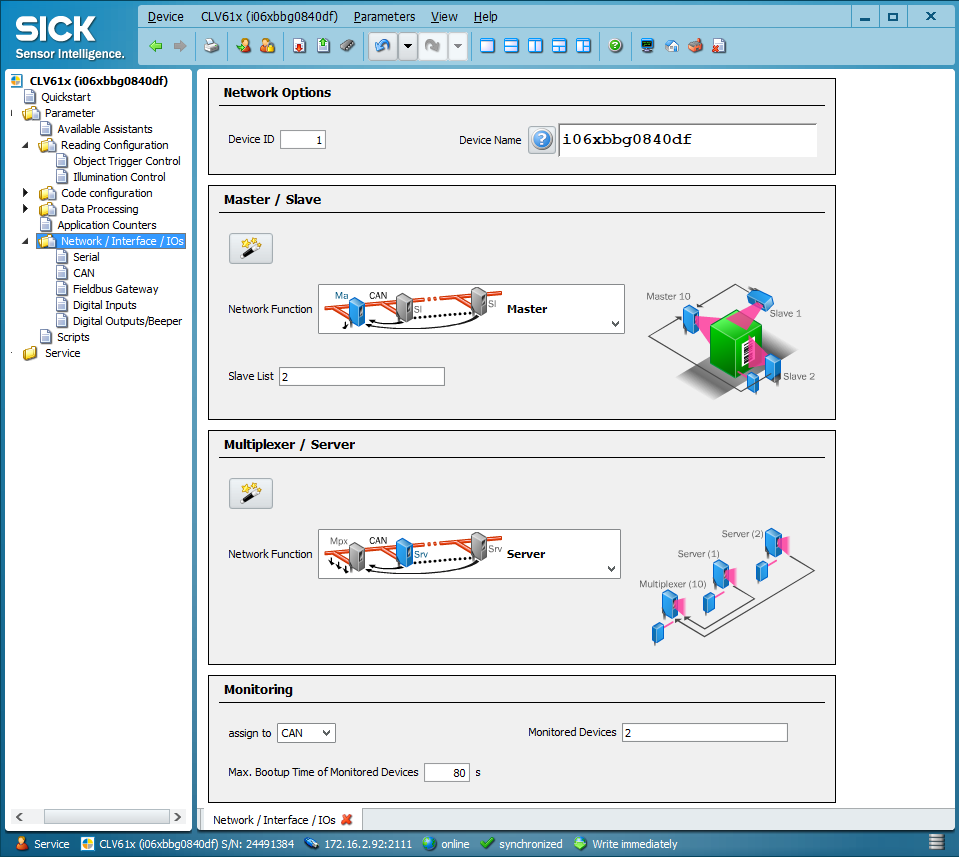 SICK
Sensor Intelligence.
Device CLV61x (i06xbbg0840df) Parameters View Help
CLV61x (i06xbbg0840df)
Quickstart
Parameter
Available Assistants
Reading Configuration
Object Trigger Control
Illumination Control
Code configuration
Data Processing
Application Counters
Network / Interface / IOs
Serial
CAN
Fieldbus Gateway
Digital Inputs
Digital Outputs/Beeper
Scripts
Service
Network Options
Device ID 1 Device Name ? i06xbbg0840df
Master / Slave
Network Function Ma CAN Sl Sl Master
Slave List 2
Master 10
Slave 1
Slave 2
Multiplexer / Server
Network Function Mpx CAN Srv Srv Server
Server (2)
Server (1)
Multiplexer (10)
Monitoring
assign to CAN Monitored Devices 2
Max. Bootup Time of Monitored Devices 80 s
Network / Interface / IOs
Service CLV61x (i06xbbg0840df) S/N: 24491384 172.16.2.92:2111 online synchronized Write immediately